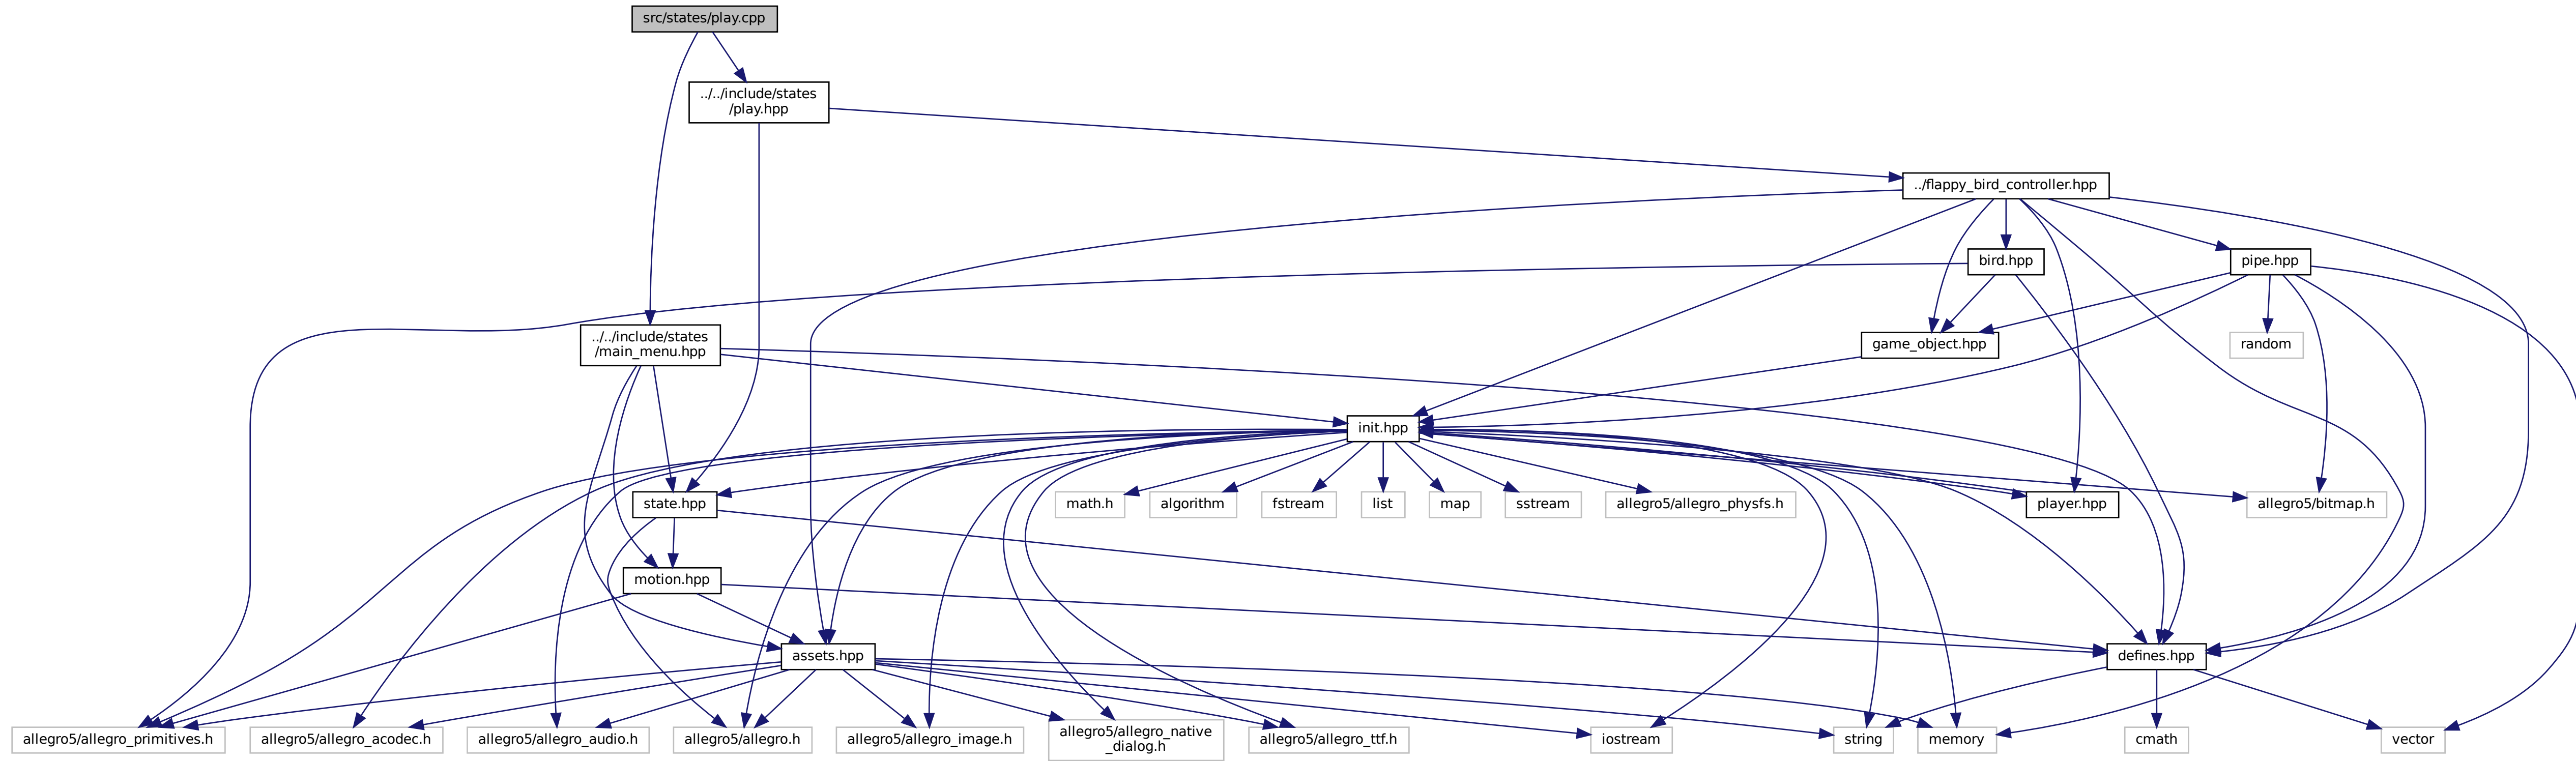 src/states/play.cpp
../../include/states
/play.hpp
../flappy_bird_controller.hpp
bird.hpp
pipe.hpp
../../include/states
/main_menu.hpp
game_object.hpp
random
init.hpp
state.hpp
math.h
algorithm
fstream
list
map
sstream
allegro5/allegro_physfs.h
player.hpp
allegro5/bitmap.h
motion.hpp
assets.hpp
defines.hpp
allegro5/allegro_primitives.h
allegro5/allegro_acodec.h
allegro5/allegro_audio.h
allegro5/allegro.h
allegro5/allegro_image.h
allegro5/allegro_native
_dialog.h
allegro5/allegro_ttf.h
iostream
string
memory
cmath
vector